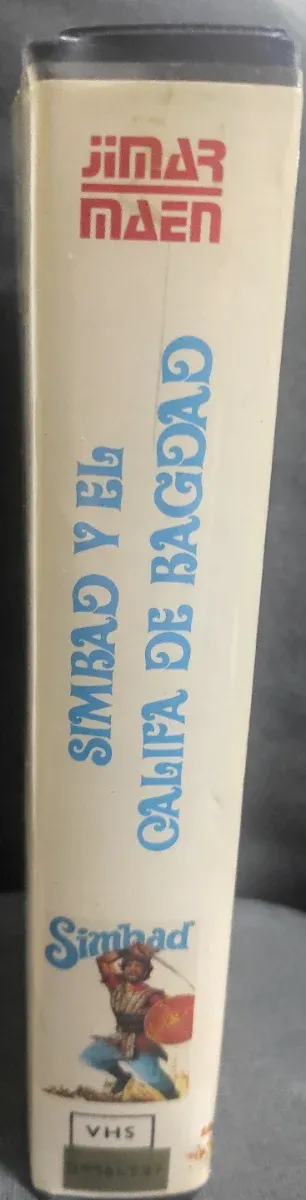 JIMAR
MAEN
SIMBAD Y EL
CALIFA DE BAGDAD
Simbad
VHS